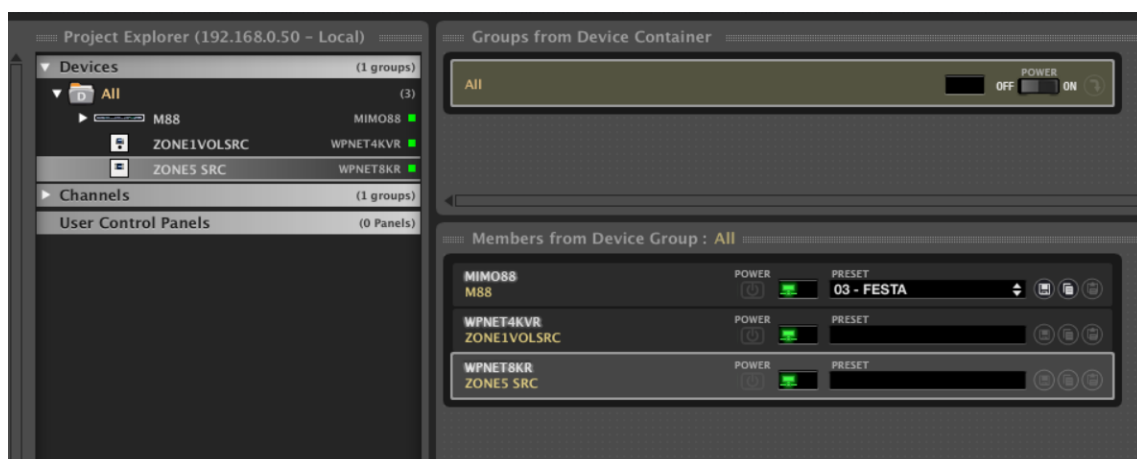 Project Explorer (192.168.0.50 – Local)
Devices (1 groups)
D All (3)
M88 MIMO88
ZONE1VOLSRC WPNET4KVR
ZONE5 SRC WPNET8KR
Channels (1 groups)
User Control Panels (0 Panels)
Groups from Device Container
All
POWER
OFF ON
Members from Device Group : All
MIMO88 POWER PRESET
M88 03 - FESTA
WPNET4KVR POWER PRESET
ZONE1VOLSRC
WPNET8KR POWER PRESET
ZONE5 SRC